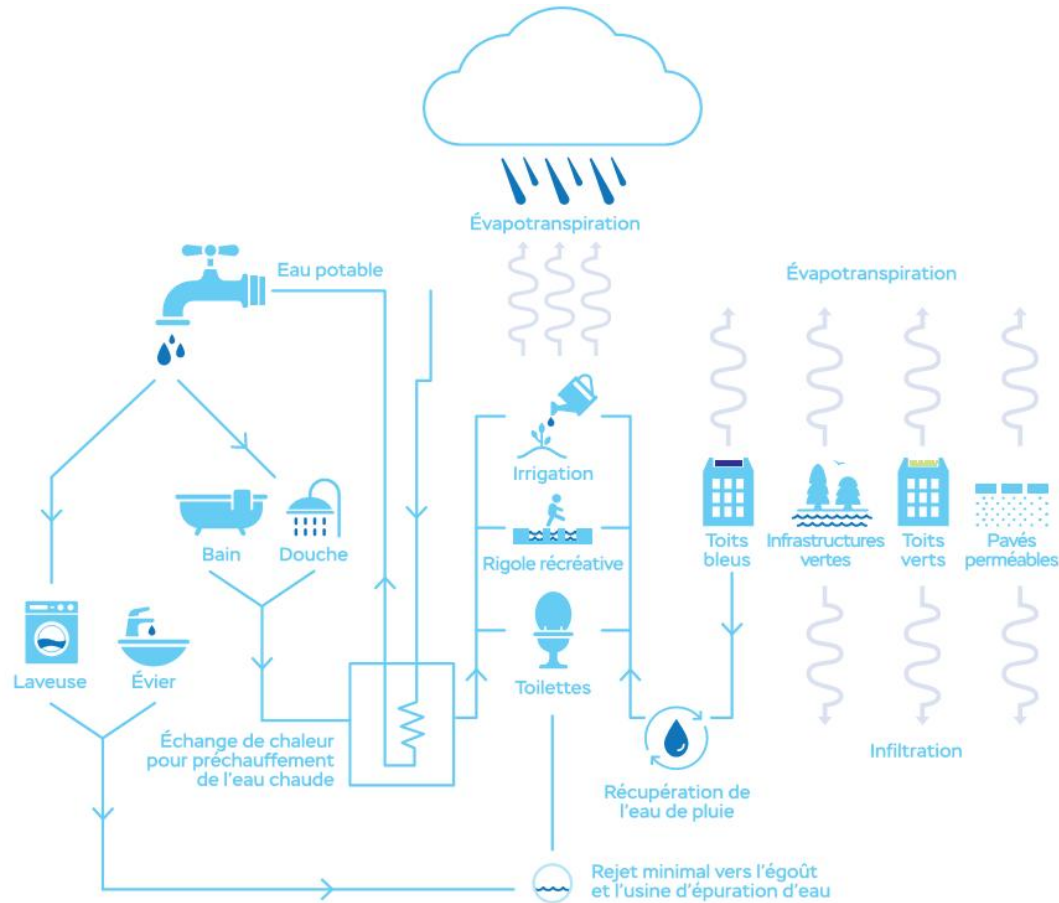 Évapotranspiration
Eau potable
Évapotranspiration
Irrigation
Bain
Douche
Rigole récréative
Toits
bleus
Infrastructures
vertes
Toits
verts
Pavés
perméables
Laveuse
Évier
Toilettes
Échange de chaleur
pour préchauffement
de l'eau chaude
Infiltration
Récupération de
l'eau de pluie
Rejet minimal vers l'égoût
et l'usine d'épuration d'eau